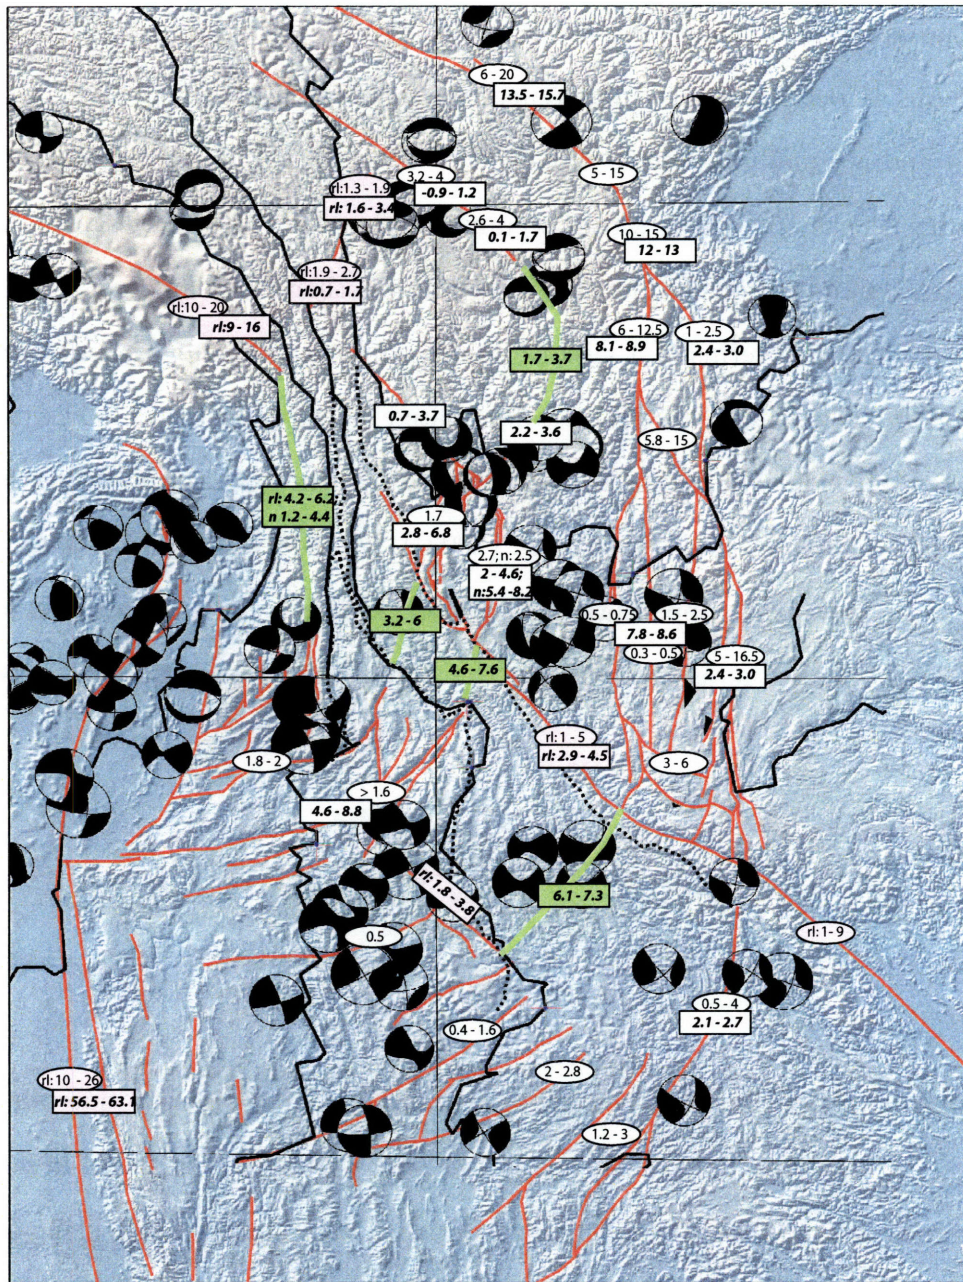 6 - 20
13.5 - 15.7
5 - 15
3.2 - 4
-0.9 - 1.2
rl:1.3 - 1.9
rl: 1.6 - 3.4
2.6 - 4
0.1 - 1.7
10 - 15
12 - 13
rl:1.9 - 2.7
rl:0.7 - 1.7
rl:10 - 20
rl:9 - 16
6 - 12.5
8.1 - 8.9
1 - 2.5
2.4 - 3.0
1.7 - 3.7
0.7 - 3.7
2.2 - 3.6
5.8 - 15
rl: 4.2 - 6.2
n 1.2 - 4.4
1.7
2.8 - 6.8
2.7; n: 2.5
2 - 4.6;
n:5.4 -8.2
3.2 - 6
0.5 - 0.75
1.5 - 2.5
7.8 - 8.6
0.3 - 0.5
4.6 - 7.6
5 - 16.5
2.4 - 3.0
rl: 1 - 5
rl: 2.9 - 4.5
1.8 - 2
3 - 6
> 1.6
4.6 - 8.8
rl: 1.8 - 3.8
6.1 - 7.3
0.5
rl: 1- 9
0.5 - 4
2.1 - 2.7
0.4 - 1.6
2 - 2.8
rl: 10 - 26
rl: 56.5 - 63.1
1.2 - 3